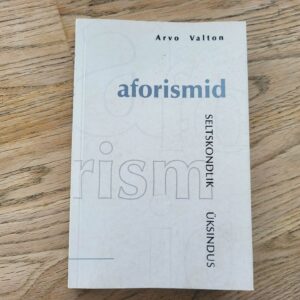 Arvo Valton
aforismid
SELTSKONDLIK
ÜKSINDUS
rism